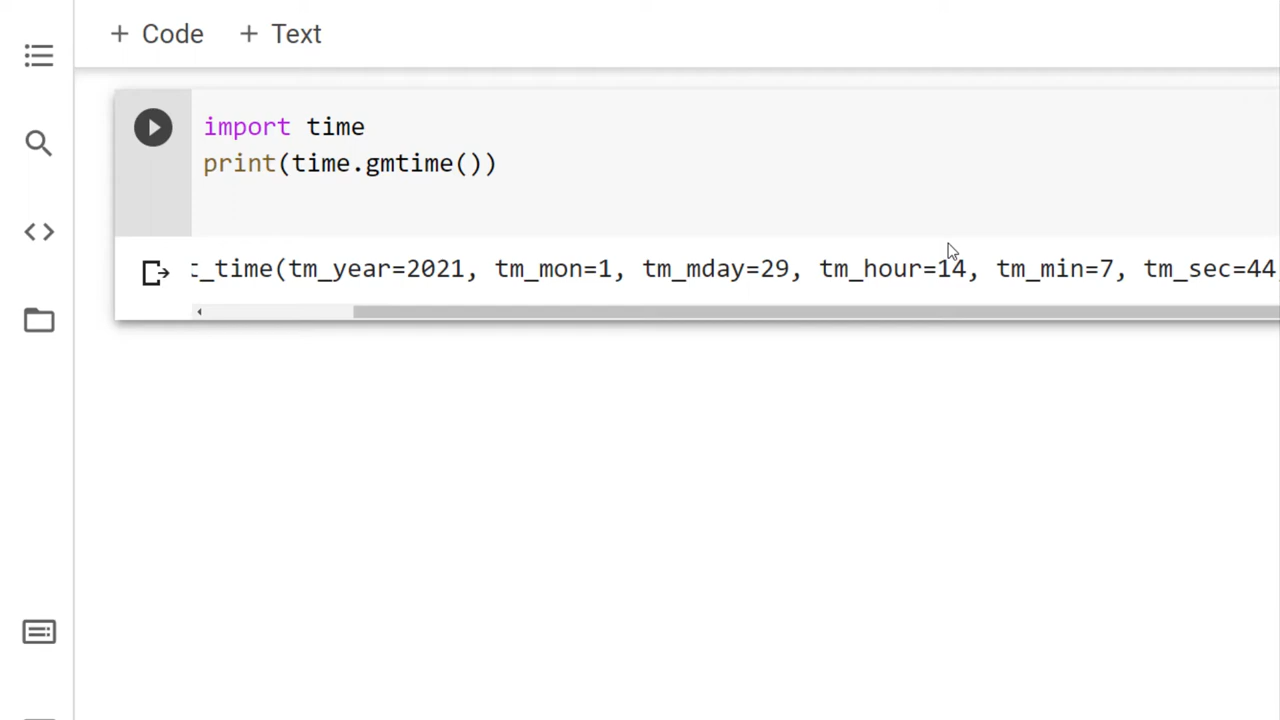 + Code + Text
import time
print(time.gmtime())
t_time(tm_year=2021, tm_mon=1, tm_mday=29, tm_hour=14, tm_min=7, tm_sec=44